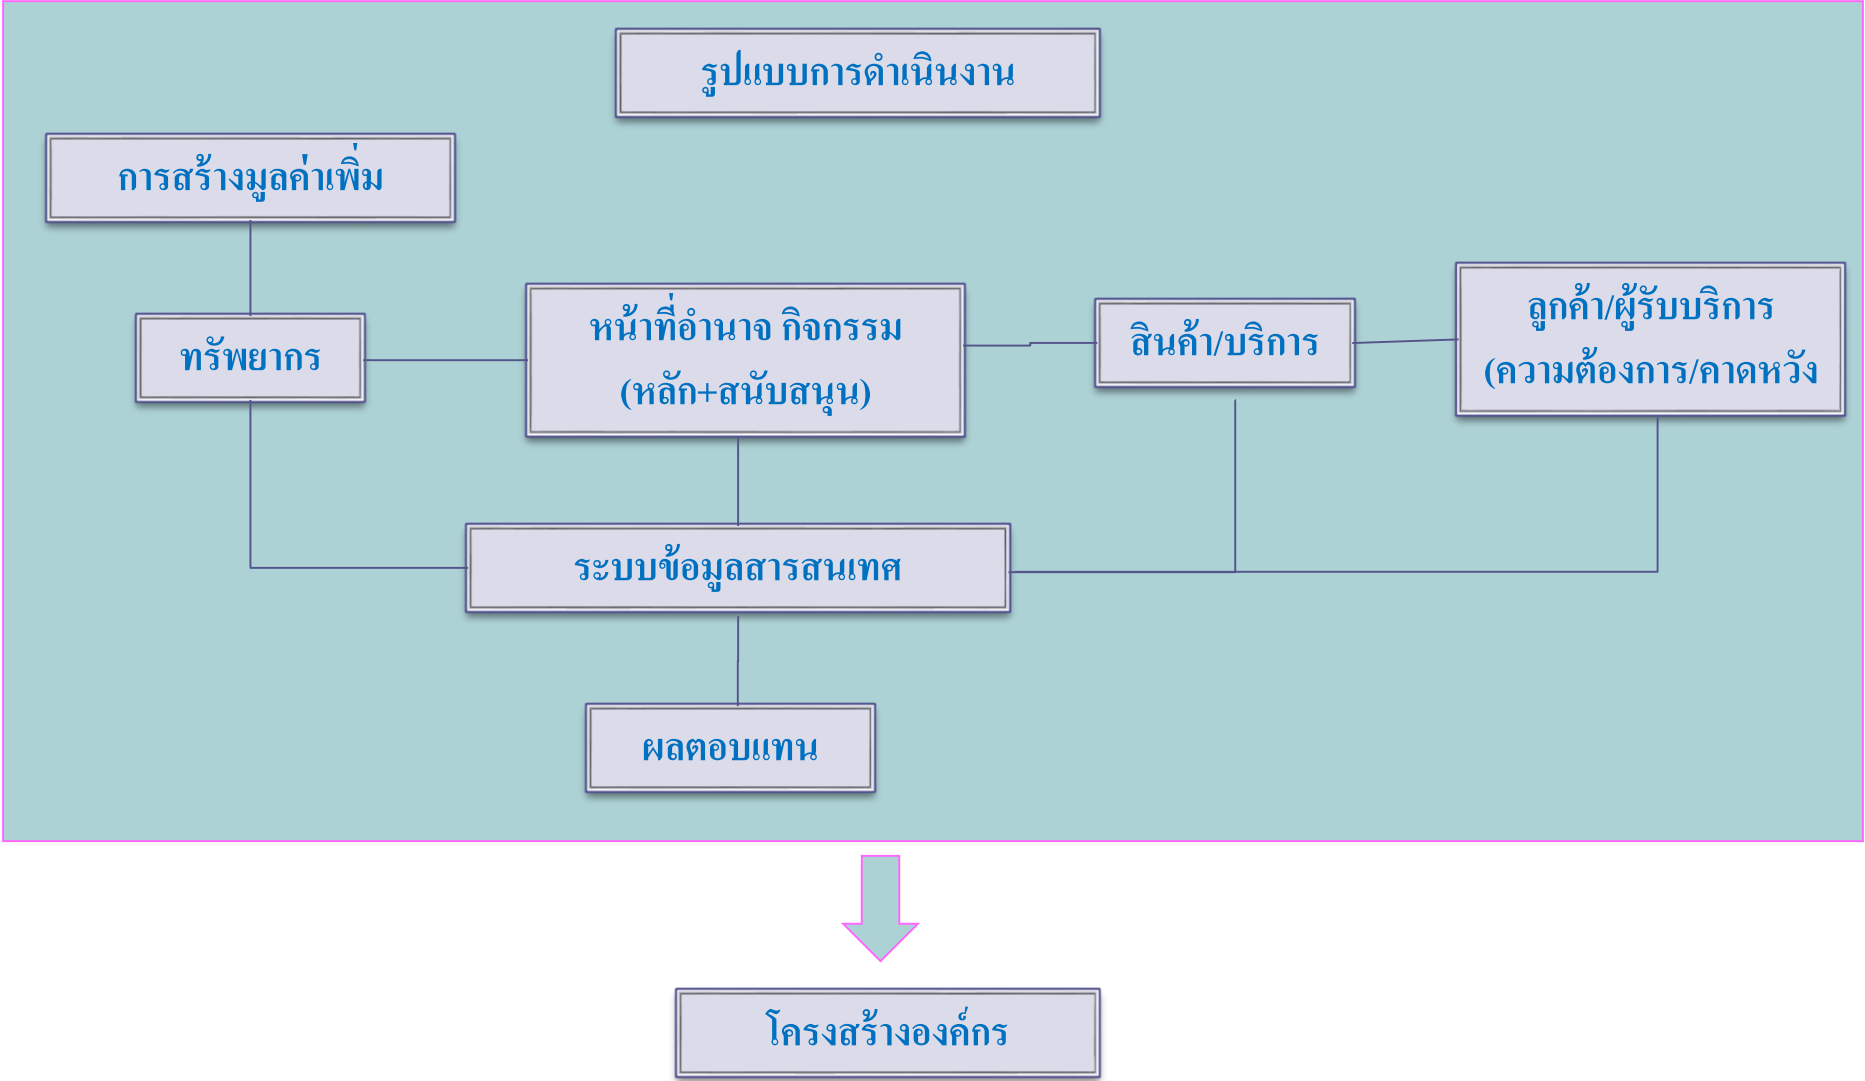 รูปแบบการดำเนินงาน
การสร้างมูลค่าเพิ่ม
ทรัพยากร
หน้าที่อำนาจ กิจกรรม
(หลัก+สนับสนุน)
สินค้า/บริการ
ลูกค้า/ผู้รับบริการ
(ความต้องการ/คาดหวัง
ระบบข้อมูลสารสนเทศ
ผลตอบแทน
โครงสร้างองค์กร